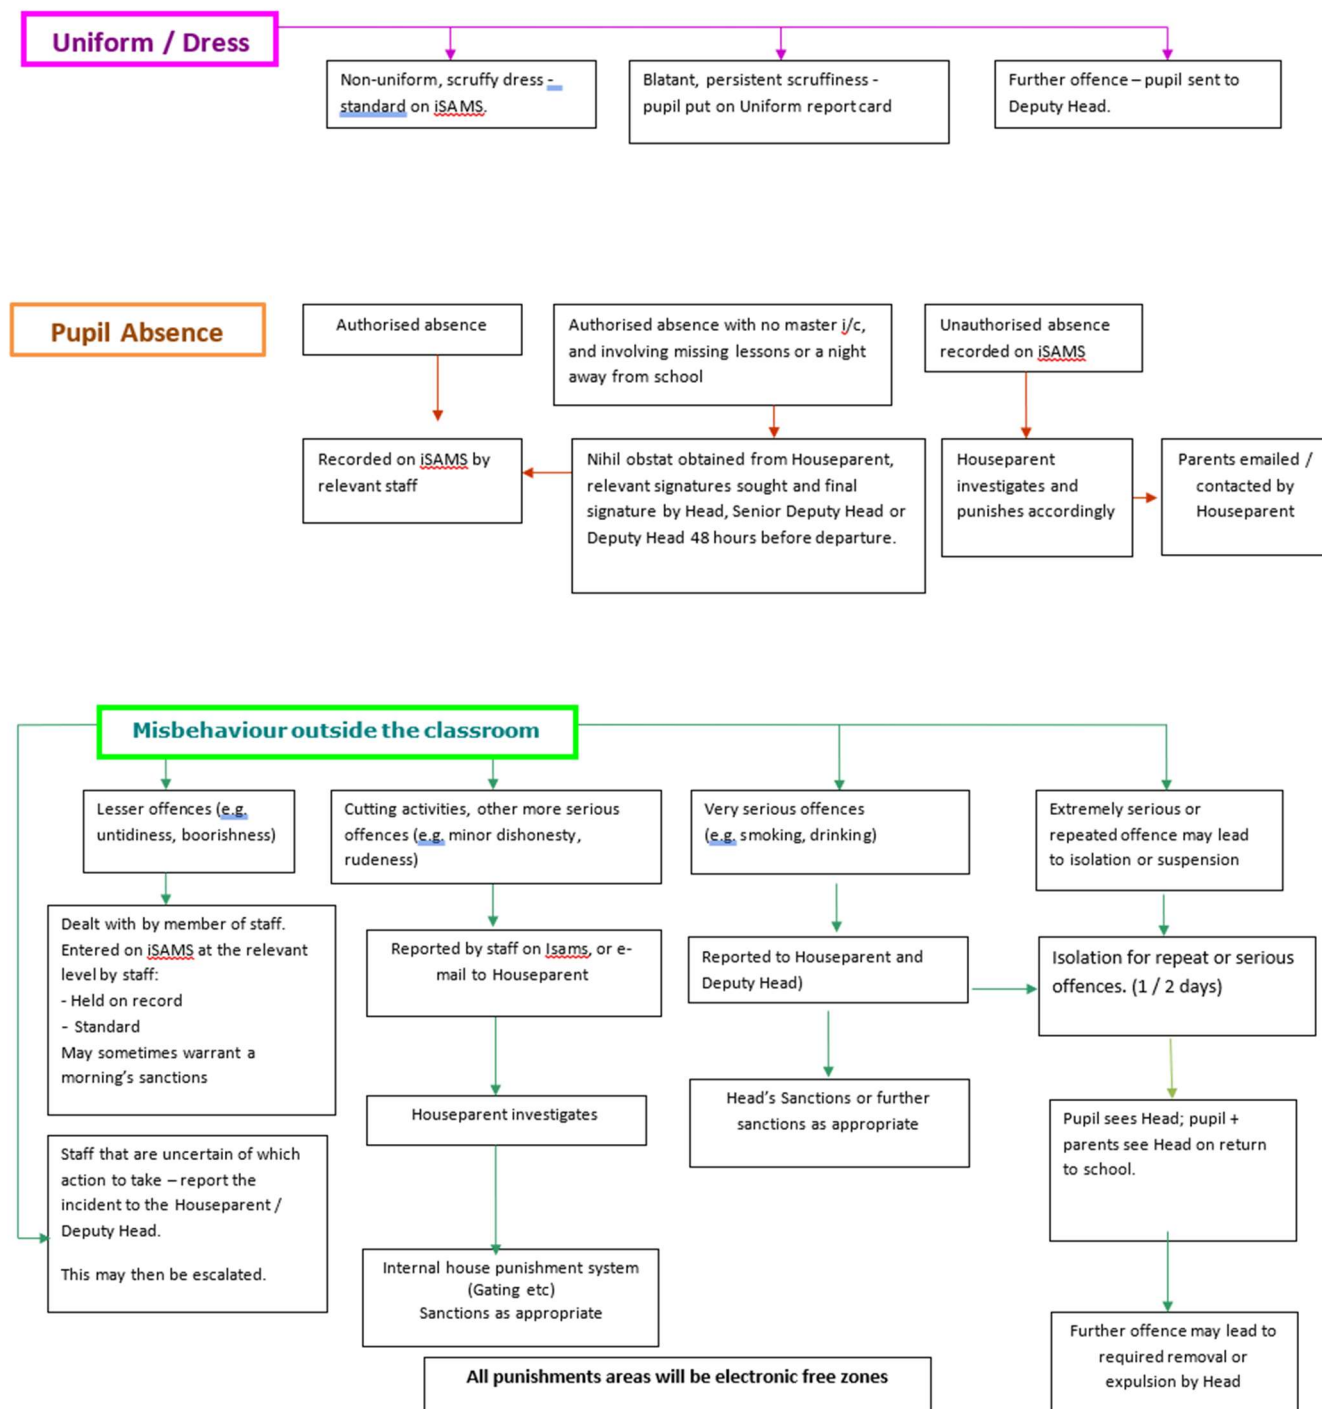 Uniform / Dress
Non-uniform, scruffy dress -
standard on iSAMS.
Blatant, persistent scruffiness -
pupil put on Uniform report card
Further offence – pupil sent to
Deputy Head.
Pupil Absence
Authorised absence
Authorised absence with no master i/c,
and involving missing lessons or a night
away from school
Unauthorised absence
recorded on iSAMS
Recorded on iSAMS by
relevant staff
Nihil obstat obtained from Houseparent,
relevant signatures sought and final
signature by Head, Senior Deputy Head or
Deputy Head 48 hours before departure.
Houseparent
investigates and
punishes accordingly
Parents emailed /
contacted by
Houseparent
Misbehaviour outside the classroom
Lesser offences (e.g.
untidiness, boorishness)
Cutting activities, other more serious
offences (e.g. minor dishonesty,
rudeness)
Very serious offences
(e.g. smoking, drinking)
Extremely serious or
repeated offence may lead
to isolation or suspension
Dealt with by member of staff.
Entered on iSAMS at the relevant
level by staff:
- Held on record
- Standard
May sometimes warrant a
morning's sanctions
Reported by staff on Isams, or e-
mail to Houseparent
Reported to Houseparent and
Deputy Head)
Isolation for repeat or serious
offences. (1 / 2 days)
Houseparent investigates
Head's Sanctions or further
sanctions as appropriate
Pupil sees Head; pupil +
parents see Head on return
to school.
Staff that are uncertain of which
action to take – report the
incident to the Houseparent /
Deputy Head.
This may then be escalated.
Internal house punishment system
(Gating etc)
Sanctions as appropriate
Further offence may lead to
required removal or
expulsion by Head
All punishments areas will be electronic free zones